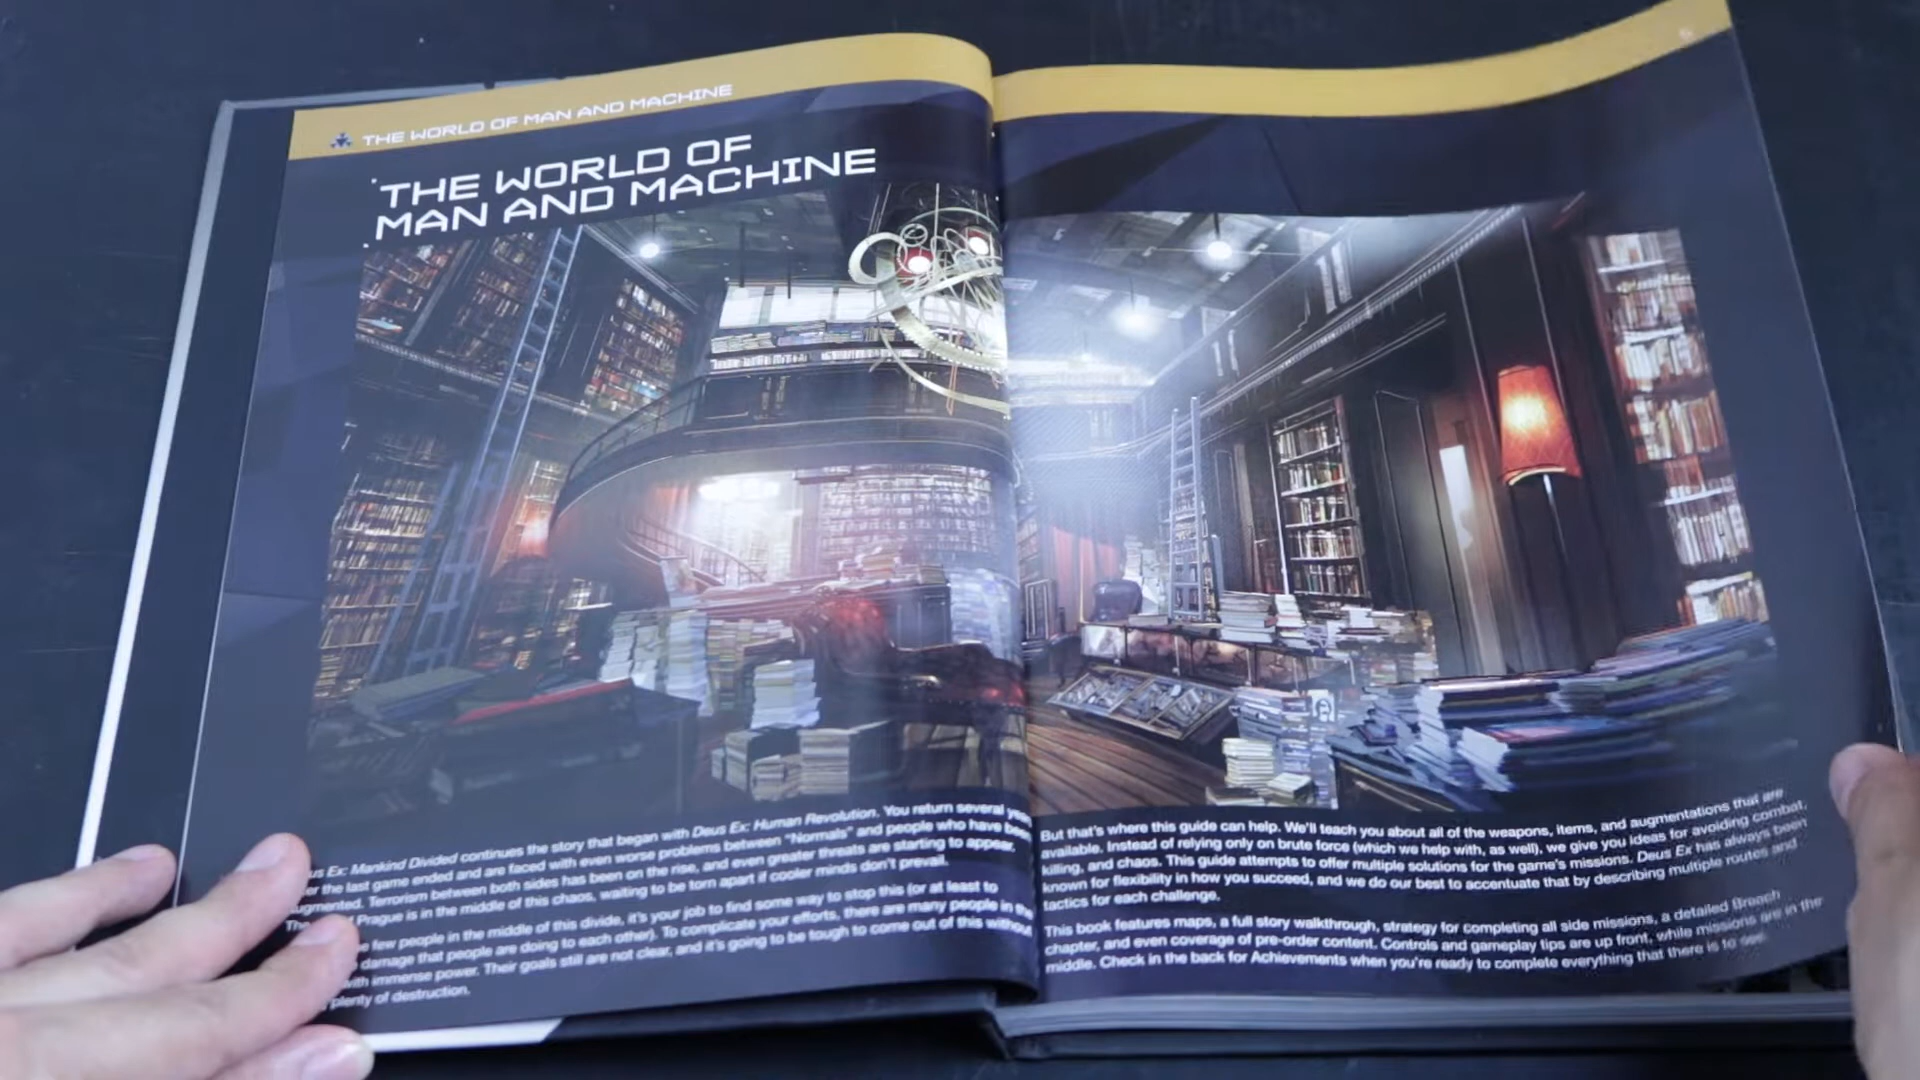 THE WORLD OF MAN AND MACHINE
THE WORLD OF
MAN AND MACHINE
Ex: Mankind Divided continues the story that began with Deus Ex: Human Revolution. You return several
the last game ended and are faced with even worse problems between "Normals" and people who have been
augmented. Terrorism between both sides has been on the rise, and even greater threats are starting to appear.
Prague is in the middle of this chaos, waiting to be torn apart if cooler minds don't prevail.
few people in the middle of this divide, it's your job to find some way to stop this (or at least to
damage that people are doing to each other). To complicate your efforts, there are many people in the
with immense power. Their goals still are not clear, and it's going to be tough to come out of this without
plenty of destruction.
But that's where this guide can help. We'll teach you about all of the weapons, items, and augmentations that are
available. Instead of relying only on brute force (which we help with, as well), we give you ideas for avoiding combat,
killing, and chaos. This guide attempts to offer multiple solutions for the game's missions. Deus Ex has always been
known for flexibility in how you succeed, and we do our best to accentuate that by describing multiple routes and
tactics for each challenge.
This book features maps, a full story walkthrough, strategy for completing all side missions, a detailed Breach
chapter, and even coverage of pre-order content. Controls and gameplay tips are up front, while missions are in the
middle. Check in the back for Achievements when you're ready to complete everything that there is to see.